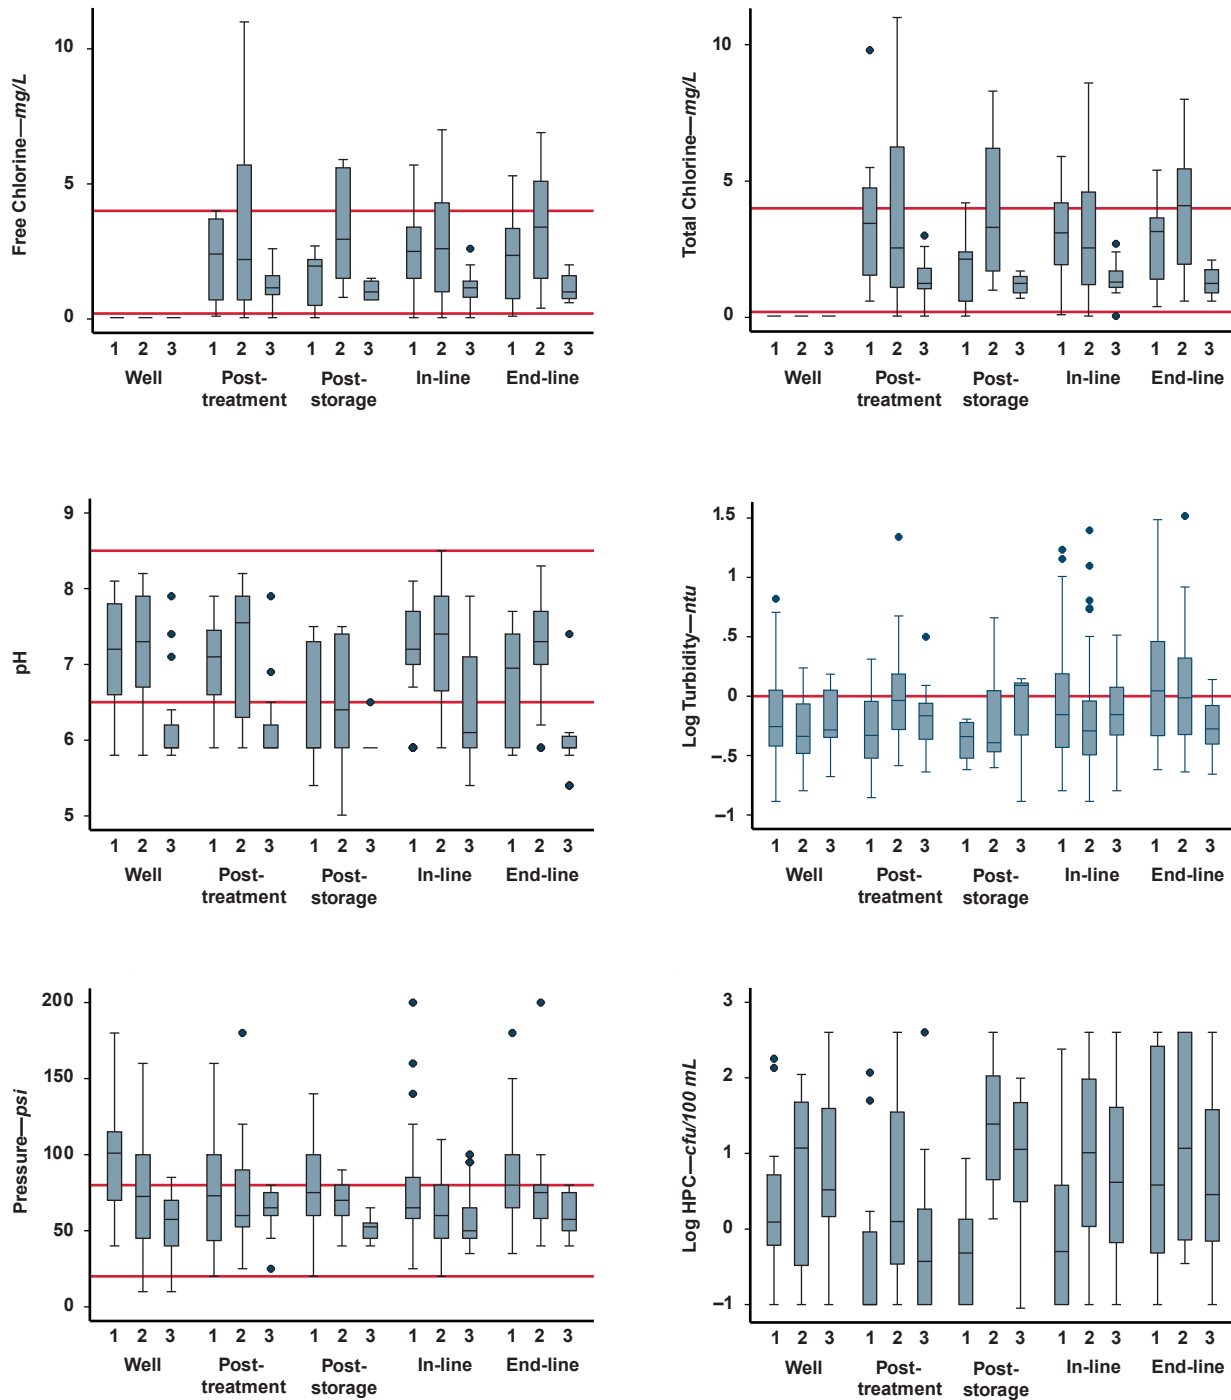 Free Chlorine—mg/L
10
5
0
1 2 3 1 2 3 1 2 3 1 2 3 1 2 3
Well Post- Post- In-line End-line
treatment storage
Total Chlorine—mg/L
10
5
0
1 2 3 1 2 3 1 2 3 1 2 3 1 2 3
Well Post- Post- In-line End-line
treatment storage
pH
9
8
7
6
5
1 2 3 1 2 3 1 2 3 1 2 3 1 2 3
Well Post- Post- In-line End-line
treatment storage
Log Turbidity—ntu
1.5
1
.5
0
–.5
–1
1 2 3 1 2 3 1 2 3 1 2 3 1 2 3
Well Post- Post- In-line End-line
treatment storage
Pressure—psi
200
150
100
50
0
1 2 3 1 2 3 1 2 3 1 2 3 1 2 3
Well Post- Post- In-line End-line
treatment storage
Log HPC—cfu/100 mL
3
2
1
0
–1
1 2 3 1 2 3 1 2 3 1 2 3 1 2 3
Well Post- Post- In-line End-line
treatment storage